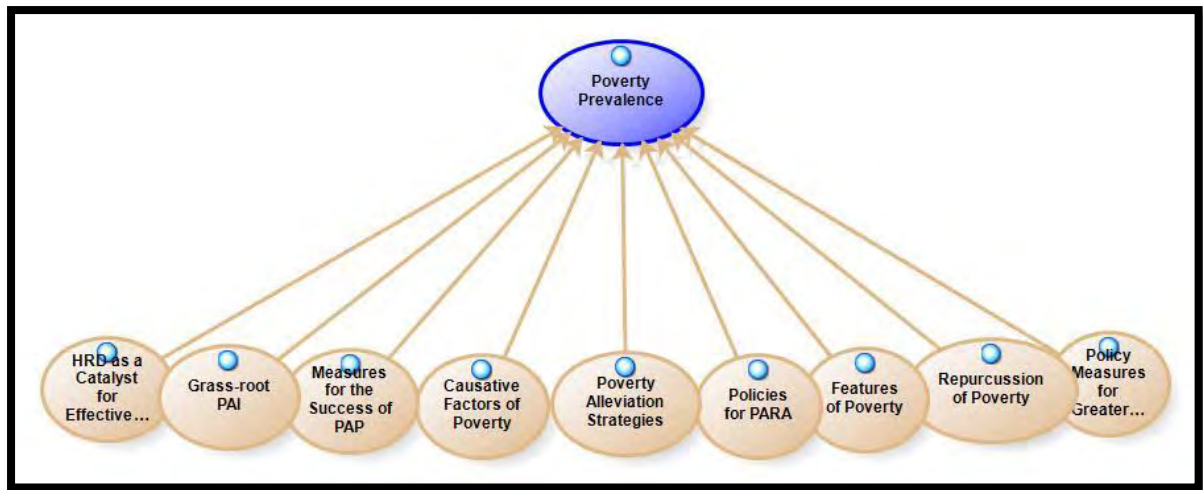 Poverty
Prevalence
HRD as a
Catalyst
for
Effective...
Grass-root
PAI
Measures
for the
Success of
PAP
Causative
Factors of
Poverty
Poverty
Alleviation
Strategies
Policies
for PARA
Features
of Poverty
Repurcussion
of Poverty
Policy
Measures
for
Greater...